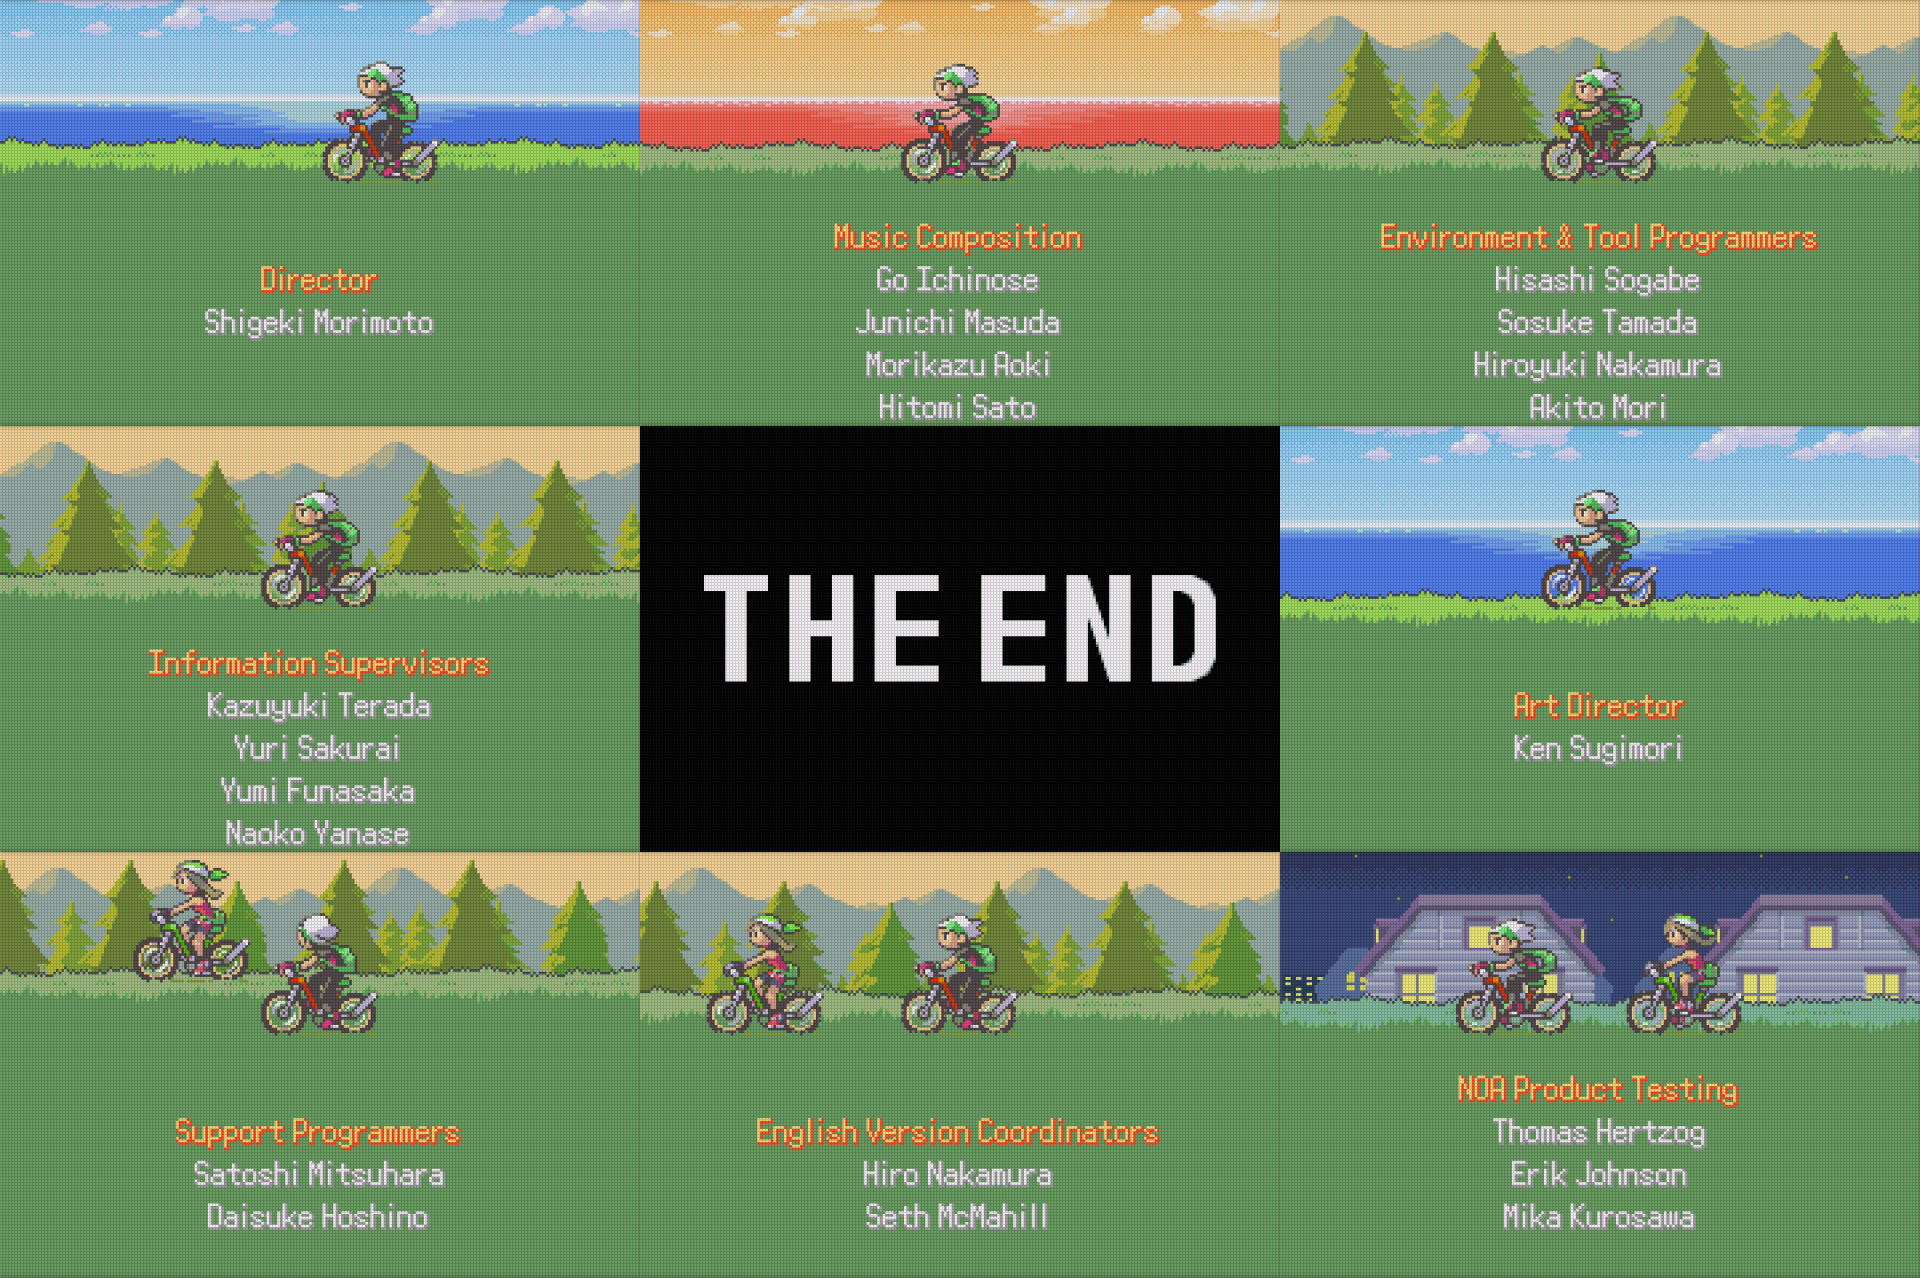 Director
Shigeki Morimoto
Music Composition
Go Ichinose
Junichi Masuda
Morikazu Aoki
Hitomi Sato
Environment & Tool Programmers
Hisashi Sogabe
Sosuke Tamada
Hiroyuki Nakamura
Akito Mori
Information Supervisors
Kazuyuki Terada
Yuri Sakurai
Yumi Funasaka
Naoko Yanase
THE END
Art Director
Ken Sugimori
Support Programmers
Satoshi Mitsuhara
Daisuke Hoshino
English Version Coordinators
Hiro Nakamura
Seth McMahill
NOA Product Testing
Thomas Hertzog
Erik Johnson
Mika Kurosawa